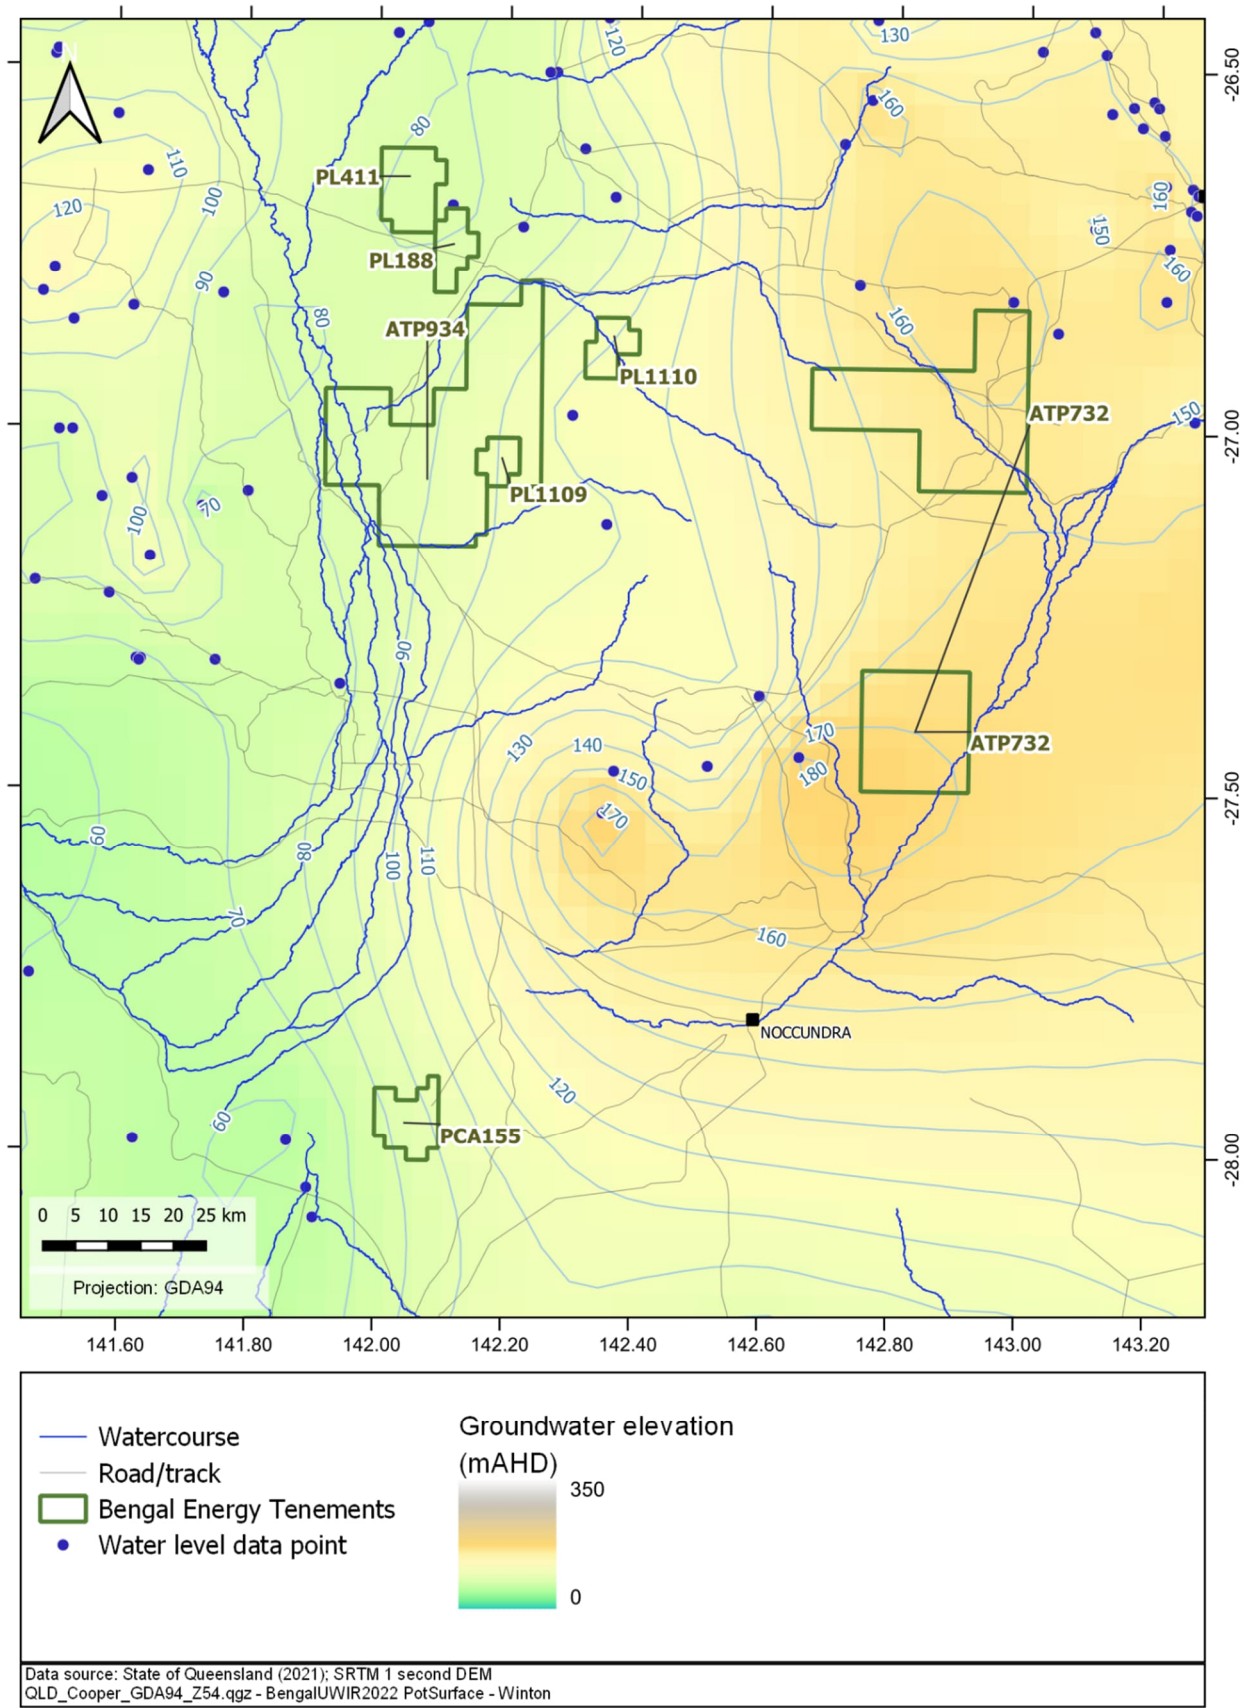 N
120
130
-26.50
160
80
110
PL411
100
120
160
150
PL188
90
160
80
ATP934
160
PL1110
ATP732
150
-27.00
PL1109
70
100
90
130
140
170
ATP732
150
180
170
-27.50
60
80
100
110
70
160
NOCCUNDRA
120
60
PCA155
-28.00
0 5 10 15 20 25 km
Projection: GDA94
141.60 141.80 142.00 142.20 142.40 142.60 142.80 143.00 143.20
Watercourse
Road/track
Bengal Energy Tenements
Water level data point
Groundwater elevation
(mAHD)
350
0
Data source: State of Queensland (2021); SRTM 1 second DEM
QLD_Cooper_GDA94_Z54.qgz - BengalUWIR2022 PotSurface - Winton